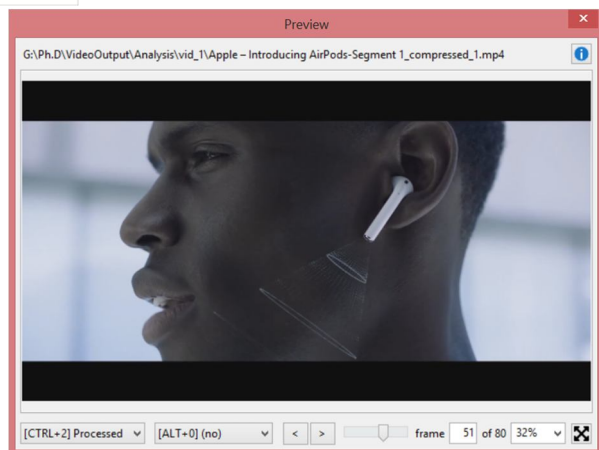 Preview
G:\Ph.D\VideoOutput\Analysis\vid_1\Apple – Introducing AirPods-Segment 1_compressed_1.mp4
[CTRL+2] Processed [ALT+0] (no) < > frame 51 of 80 32%